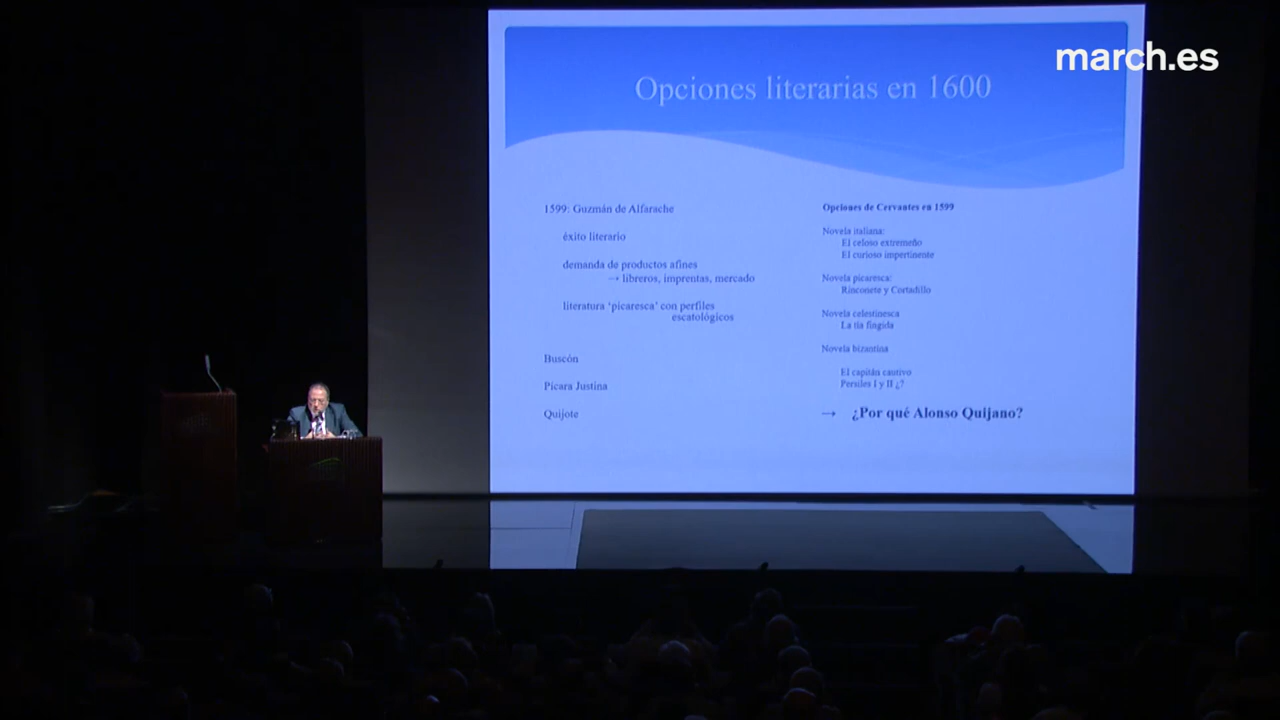 march.es
Opciones literarias en 1600
1599: Guzmán de Alfarache
éxito literario
demanda de productos afines
→ libreros, imprentas, mercado
literatura ‘picaresca’ con perfiles
escatológicos
Buscón
Pícara Justina
Quijote
Opciones de Cervantes en 1599
Novela italiana:
El celoso extremeño
El curioso impertinente
Novela picaresca:
Rinconete y Cortadillo
Novela celestinesca
La tía fingida
Novela bizantina
El capitán cautivo
Persiles I y II ¿?
→ ¿Por qué Alonso Quijano?